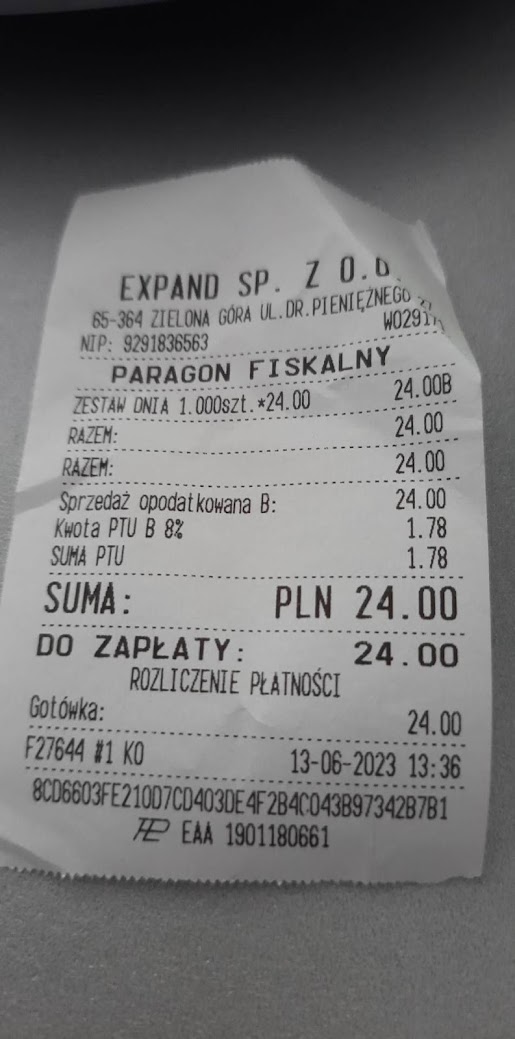 EXPAND SP. Z O.O.
65-364 ZIELONA GÓRA UL.DR.PIENIĘŻNEGO
NIP: 9291836563
PARAGON FISKALNY
ZESTAW DNIA 1.000szt.*24.00 24.00B
RAZEM: 24.00
RAZEM: 24.00
Sprzedaż opodatkowana B: 24.00
Kwota PTU B 8% 1.78
SUMA PTU 1.78
SUMA: PLN 24.00
DO ZAPŁATY: 24.00
ROZLICZENIE PŁATNOŚCI
Gotówka: 24.00
F27644 #1 KO 13-06-2023 13:36
8CD6603FE210D7CD403DE4F2B4C043B97342B7B1
EAA 1901180661